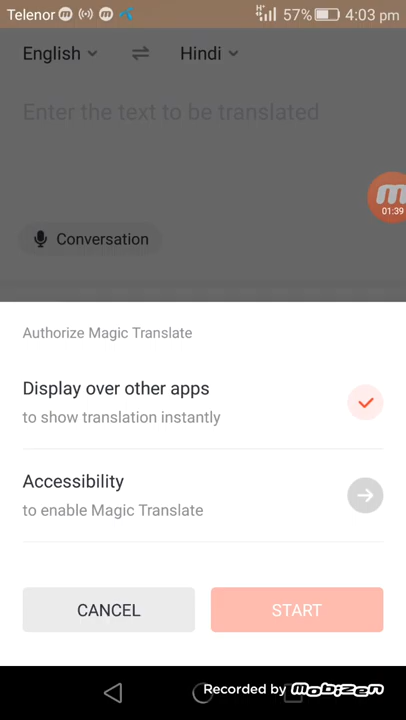 Telenor 57% 4:03 pm
English Hindi
Enter the text to be translated
01:39
Conversation
Authorize Magic Translate
Display over other apps
to show translation instantly
Accessibility
to enable Magic Translate
CANCEL START
Recorded by mobizen